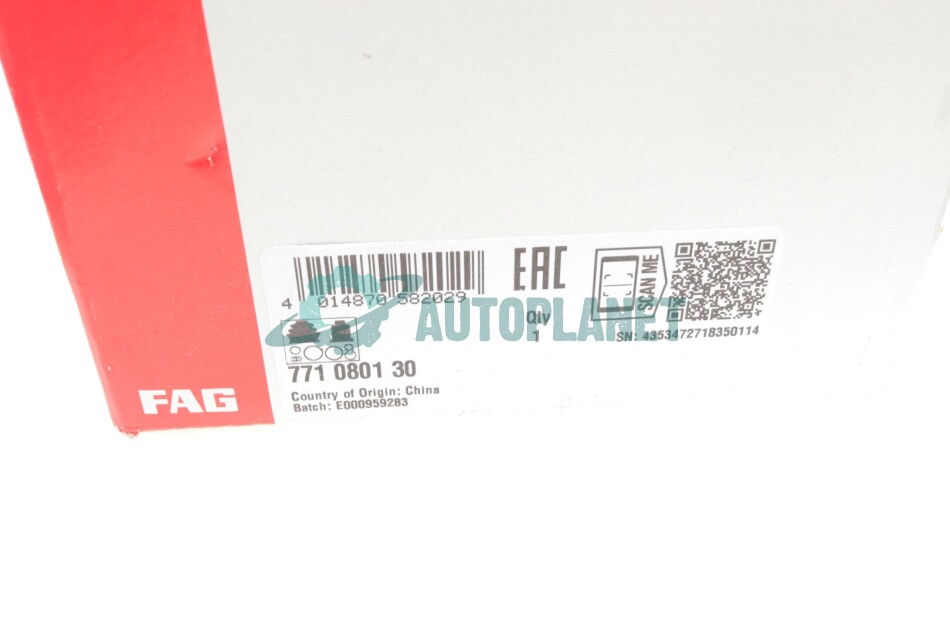 EAC
SCAN ME
4 014870 582029
AUTOPLANET
Qty
1
SN: 4353472718350114
771 0801 30
Country of Origin: China
Batch: E000959283
FAG